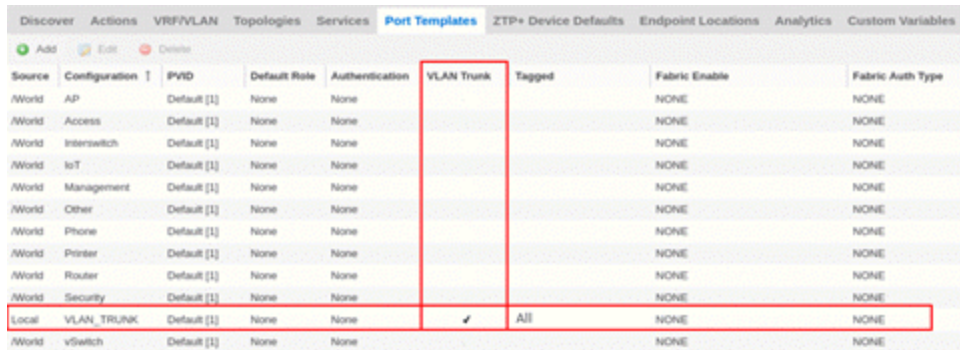 Discover Actions VRF/VLAN Topologies Services Port Templates ZTP+ Device Defaults Endpoint Locations Analytics Custom Variables
Add Edit Delete
Source Configuration ↑ PVID Default Role Authentication VLAN Trunk Tagged Fabric Enable Fabric Auth Type
/World AP Default [1] None None NONE NONE
/World Access Default [1] None None NONE NONE
/World Interswitch Default [1] None None NONE NONE
/World IoT Default [1] None None NONE NONE
/World Management Default [1] None None NONE NONE
/World Other Default [1] None None NONE NONE
/World Phone Default [1] None None NONE NONE
/World Printer Default [1] None None NONE NONE
/World Router Default [1] None None NONE NONE
/World Security Default [1] None None NONE NONE
Local VLAN_TRUNK Default [1] None None ✔ All NONE NONE
/World vSwitch Default [1] None None NONE NONE